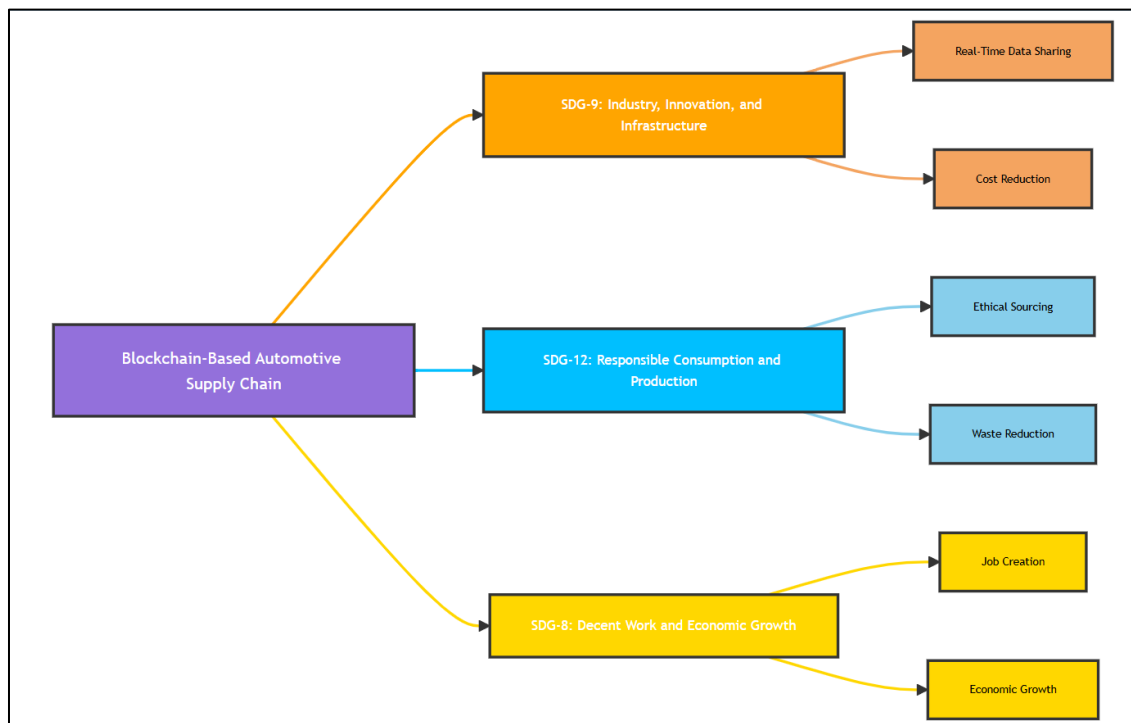 Real-Time Data Sharing
SDG-9: Industry, Innovation, and
Infrastructure
Cost Reduction
Ethical Sourcing
Blockchain-Based Automotive
Supply Chain
SDG-12: Responsible Consumption and
Production
Waste Reduction
Job Creation
SDG-8: Decent Work and Economic Growth
Economic Growth